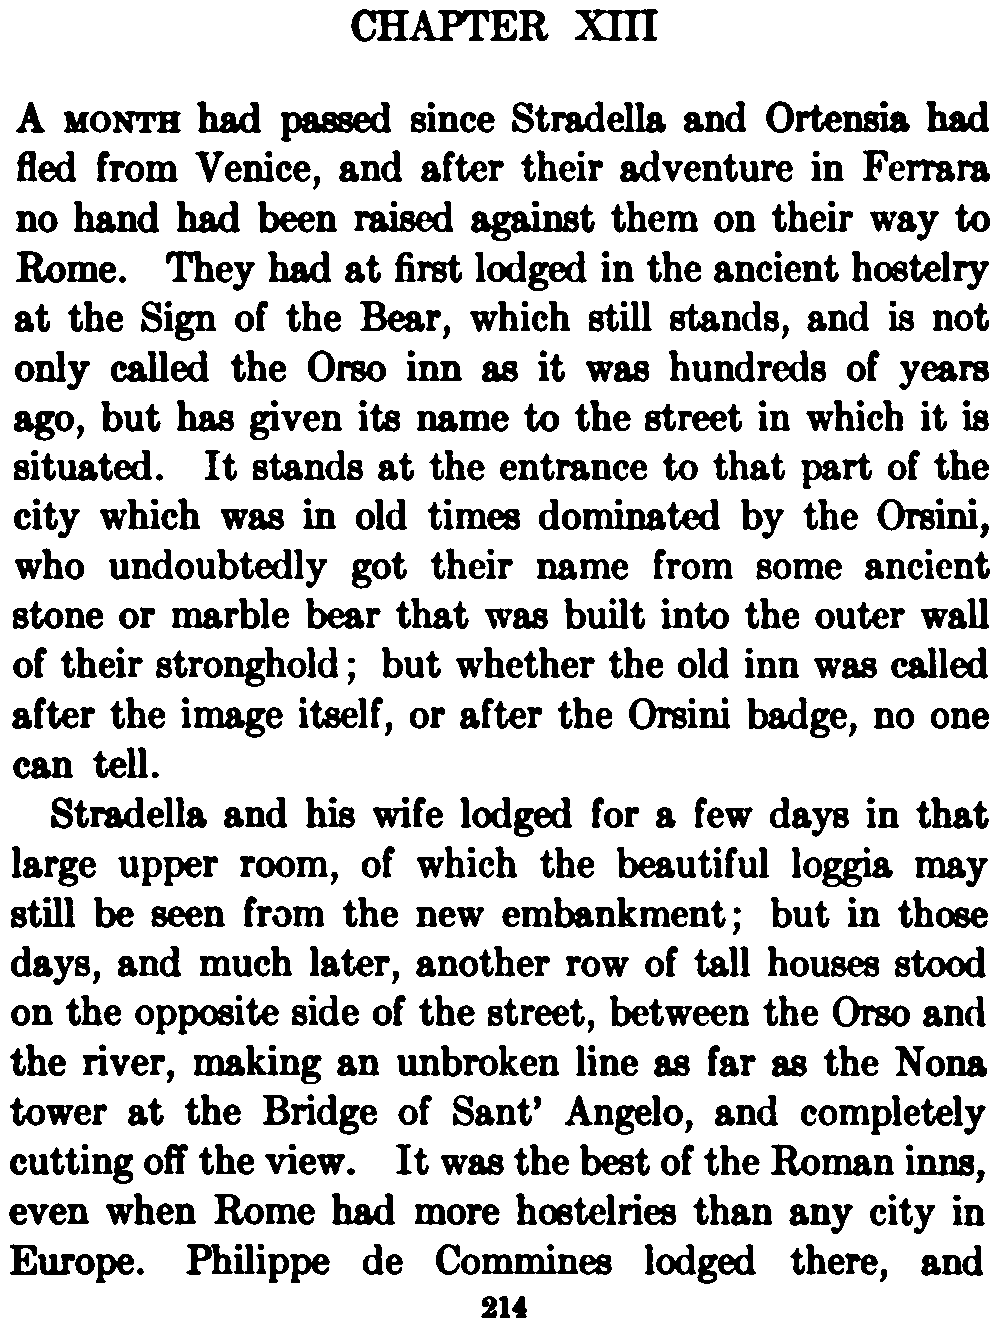 CHAPTER XIII
A MONTH had passed since Stradella and Ortensia had
fled from Venice, and after their adventure in Ferrara
no hand had been raised against them on their way to
Rome. They had at first lodged in the ancient hostelry
at the Sign of the Bear, which still stands, and is not
only called the Orso inn as it was hundreds of years
ago, but has given its name to the street in which it is
situated. It stands at the entrance to that part of the
city which was in old times dominated by the Orsini,
who undoubtedly got their name from some ancient
stone or marble bear that was built into the outer wall
of their stronghold; but whether the old inn was called
after the image itself, or after the Orsini badge, no one
can tell.
Stradella and his wife lodged for a few days in that
large upper room, of which the beautiful loggia may
still be seen from the new embankment; but in those
days, and much later, another row of tall houses stood
on the opposite side of the street, between the Orso and
the river, making an unbroken line as far as the Nona
tower at the Bridge of Sant' Angelo, and completely
cutting off the view. It was the best of the Roman inns,
even when Rome had more hostelries than any city in
Europe. Philippe de Commines lodged there, and
214